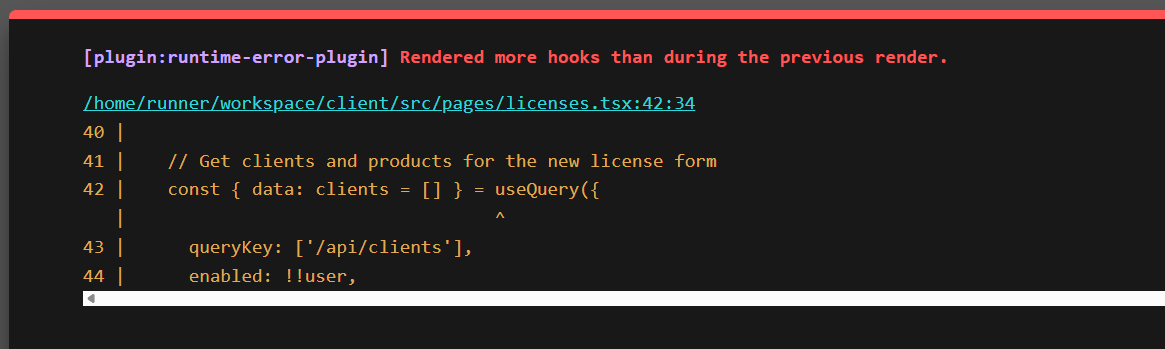 [plugin:runtime-error-plugin] Rendered more hooks than during the previous render.
/home/runner/workspace/client/src/pages/licenses.tsx:42:34
40 |
41 |    // Get clients and products for the new license form
42 |    const { data: clients = [] } = useQuery({
   |                                   ^
43 |      queryKey: ['/api/clients'],
44 |      enabled: !!user,